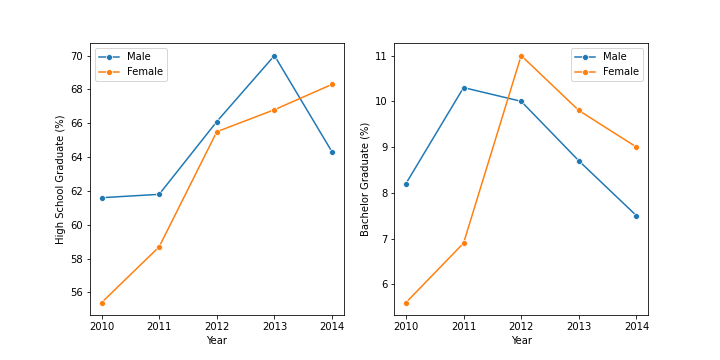 Male
Female
High School Graduate (%)
70
68
66
64
62
60
58
56
2010 2011 2012 2013 2014
Year
Male
Female
Bachelor Graduate (%)
11
10
9
8
7
6
2010 2011 2012 2013 2014
Year